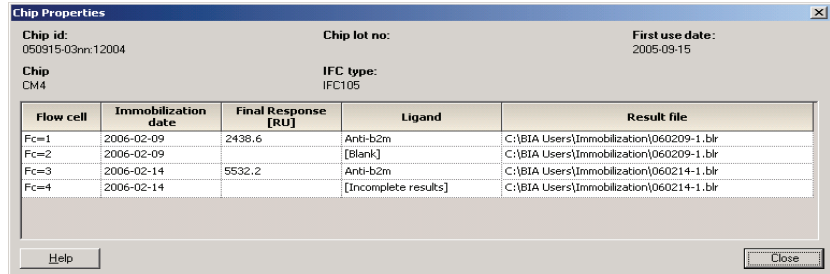 Chip Properties
Chip id: Chip lot no: First use date:
050915-03nn:12004 2005-09-15
Chip IFC type:
CM4 IFC105
Flow cell Immobilization date Final Response [RU] Ligand Result file
Fc=1 2006-02-09 2438.6 Anti-b2m C:\BIA Users\Immobilization\060209-1.blr
Fc=2 2006-02-09 [Blank] C:\BIA Users\Immobilization\060209-1.blr
Fc=3 2006-02-14 5532.2 Anti-b2m C:\BIA Users\Immobilization\060214-1.blr
Fc=4 2006-02-14 [Incomplete results] C:\BIA Users\Immobilization\060214-1.blr
Help Close